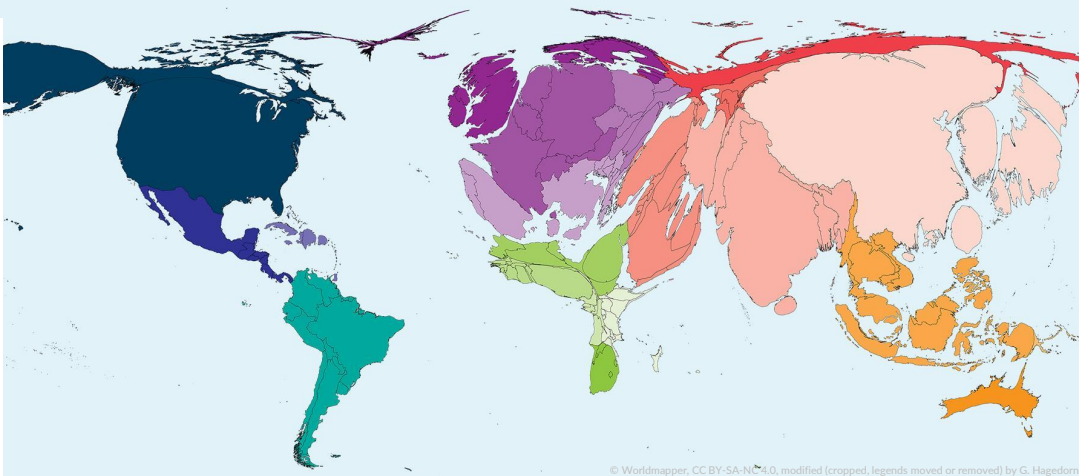 © Worldmapper, CC BY-SA-NC 4.0, modified (cropped, legends moved or removed) by G. Hagedorn